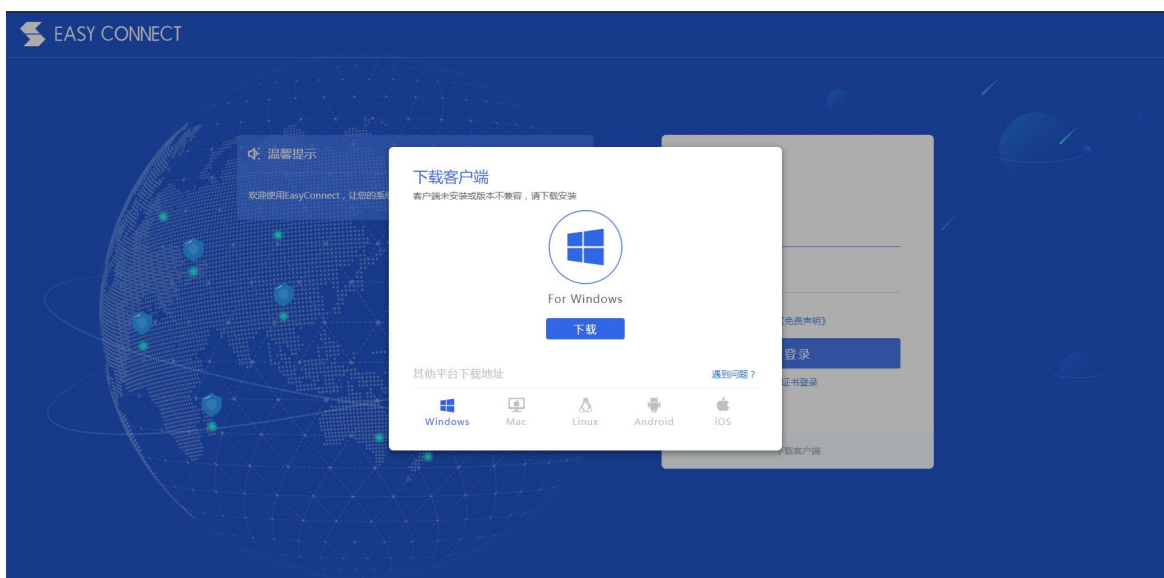 EASY CONNECT
温馨提示
欢迎使用EasyConnect，让您的系
下载客户端
客户端未安装或版本不兼容，请下载安装
For Windows
下载
其他平台下载地址
遇到问题？
Windows
Mac
Linux
Android
iOS
免责声明》
登录
证书登录
下载客户端